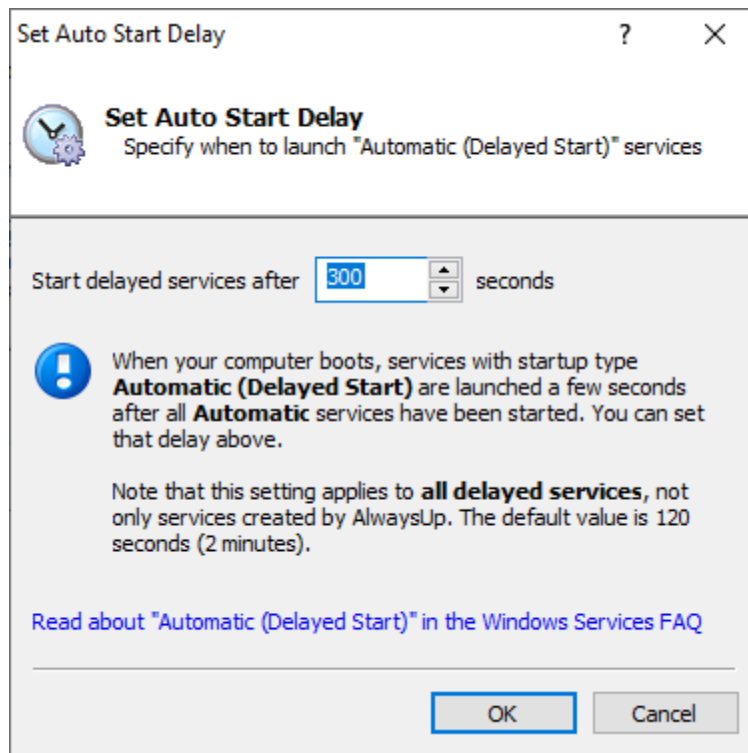 Set Auto Start Delay
?
Set Auto Start Delay
Specify when to launch "Automatic (Delayed Start)" services
Start delayed services after 300 seconds
When your computer boots, services with startup type
Automatic (Delayed Start) are launched a few seconds
after all Automatic services have been started. You can set
that delay above.
Note that this setting applies to all delayed services, not
only services created by AlwaysUp. The default value is 120
seconds (2 minutes).
Read about "Automatic (Delayed Start)" in the Windows Services FAQ
OK Cancel